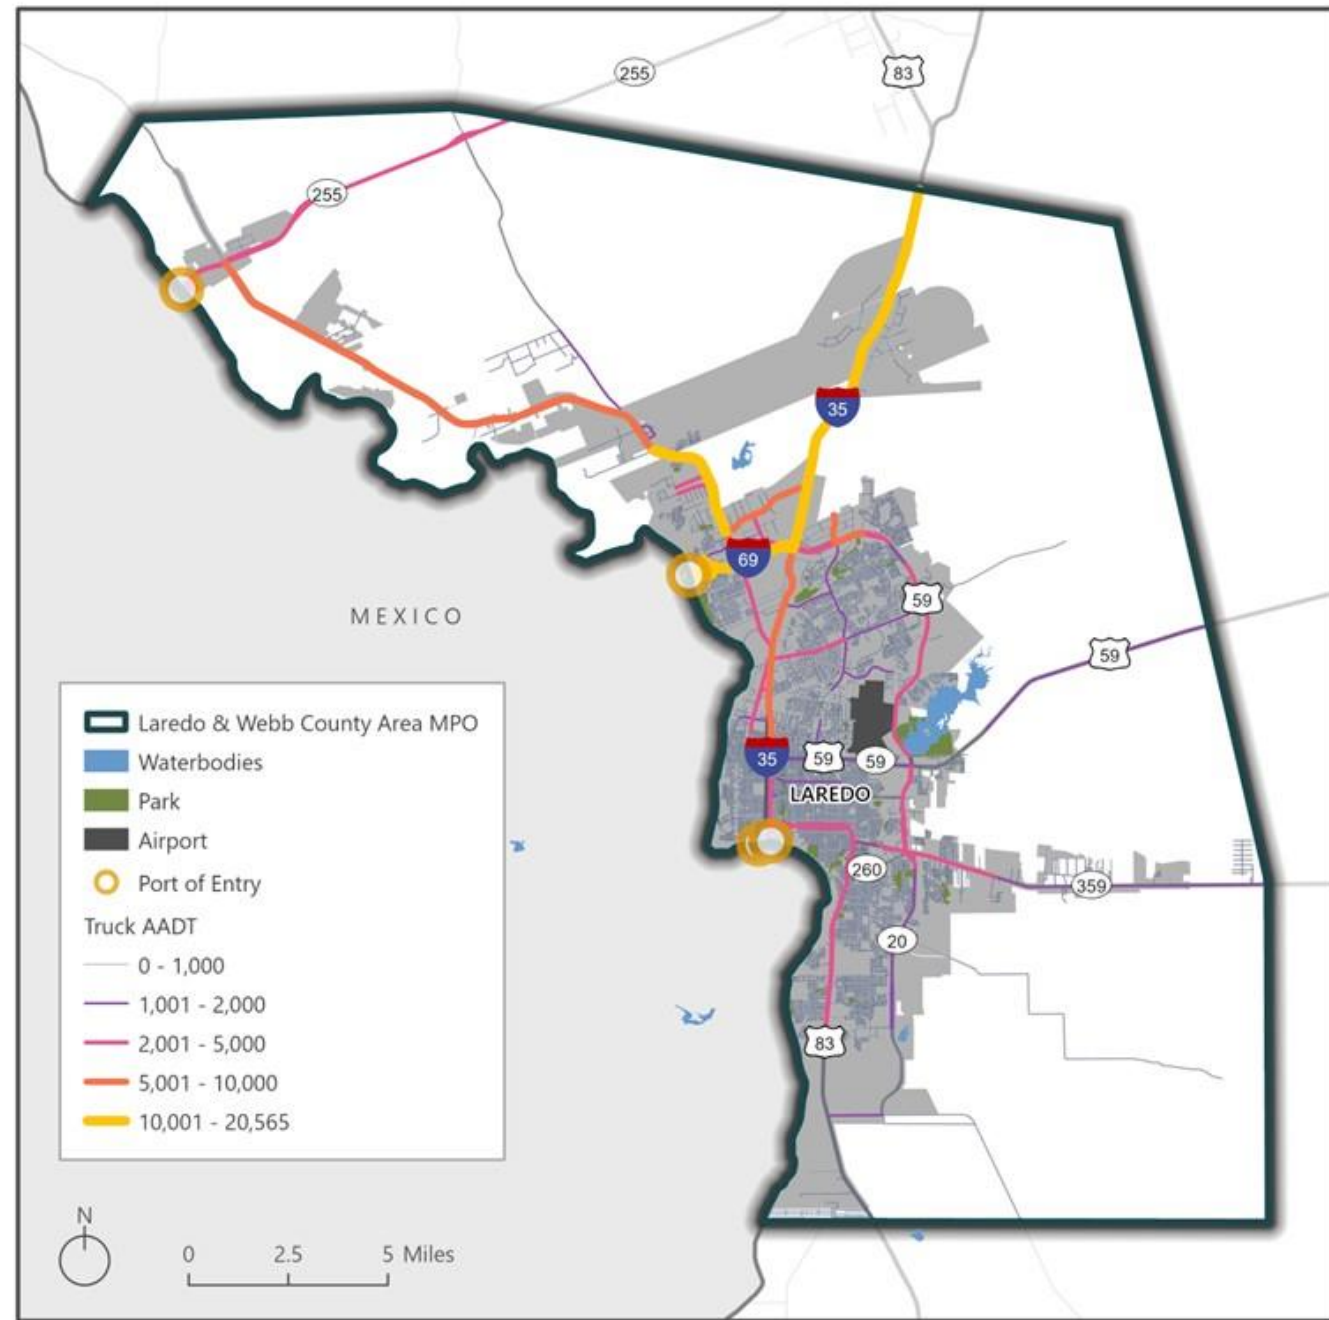 255
83
255
35
69
59
MEXICO
59
Laredo & Webb County Area MPO
Waterbodies
35
59
59
Park
LAREDO
Airport
Port of Entry
260
359
Truck AADT
0 - 1,000
20
1,001 - 2,000
2,001 - 5,000
83
5,001 - 10,000
10,001 - 20,565
N
0 2.5 5 Miles